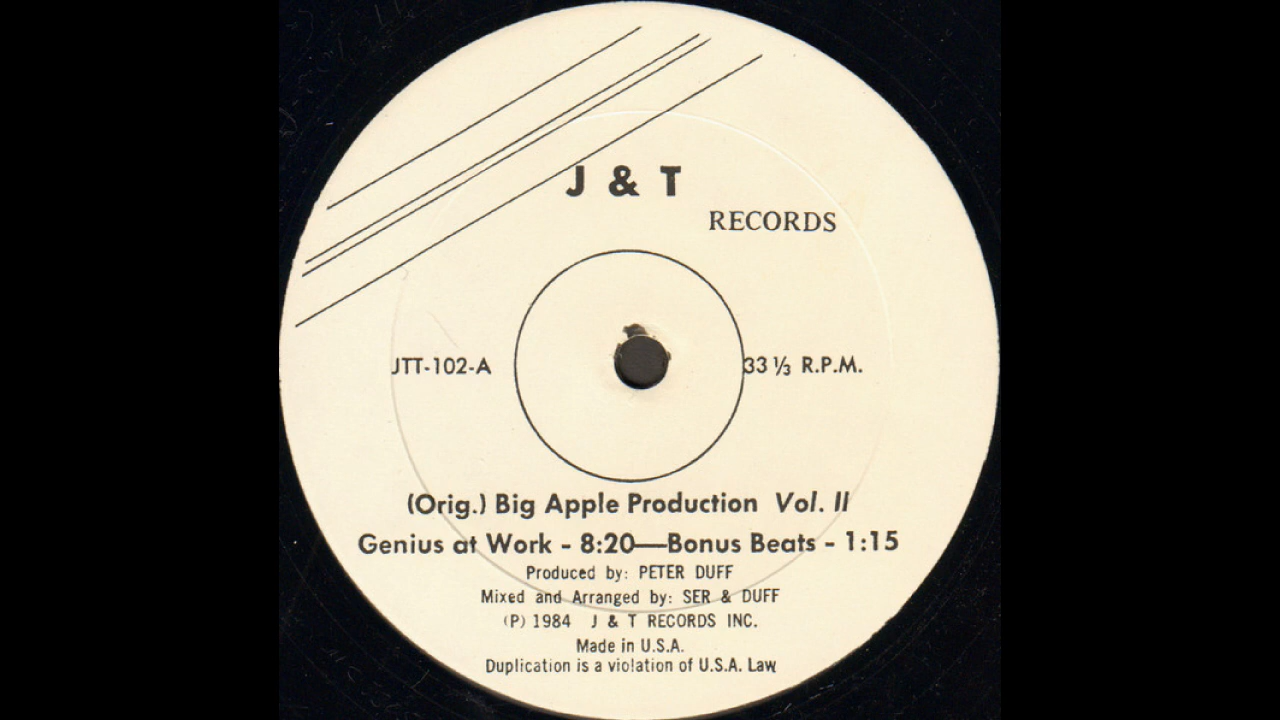 J & T
RECORDS
JTT-102-A
33 ⅓ R.P.M.
(Orig.) Big Apple Production Vol. II
Genius at Work - 8:20—Bonus Beats - 1:15
Produced by: PETER DUFF
Mixed and Arranged by: SER & DUFF
(P) 1984 J & T RECORDS INC.
Made in U.S.A.
Duplication is a violation of U.S.A. Law